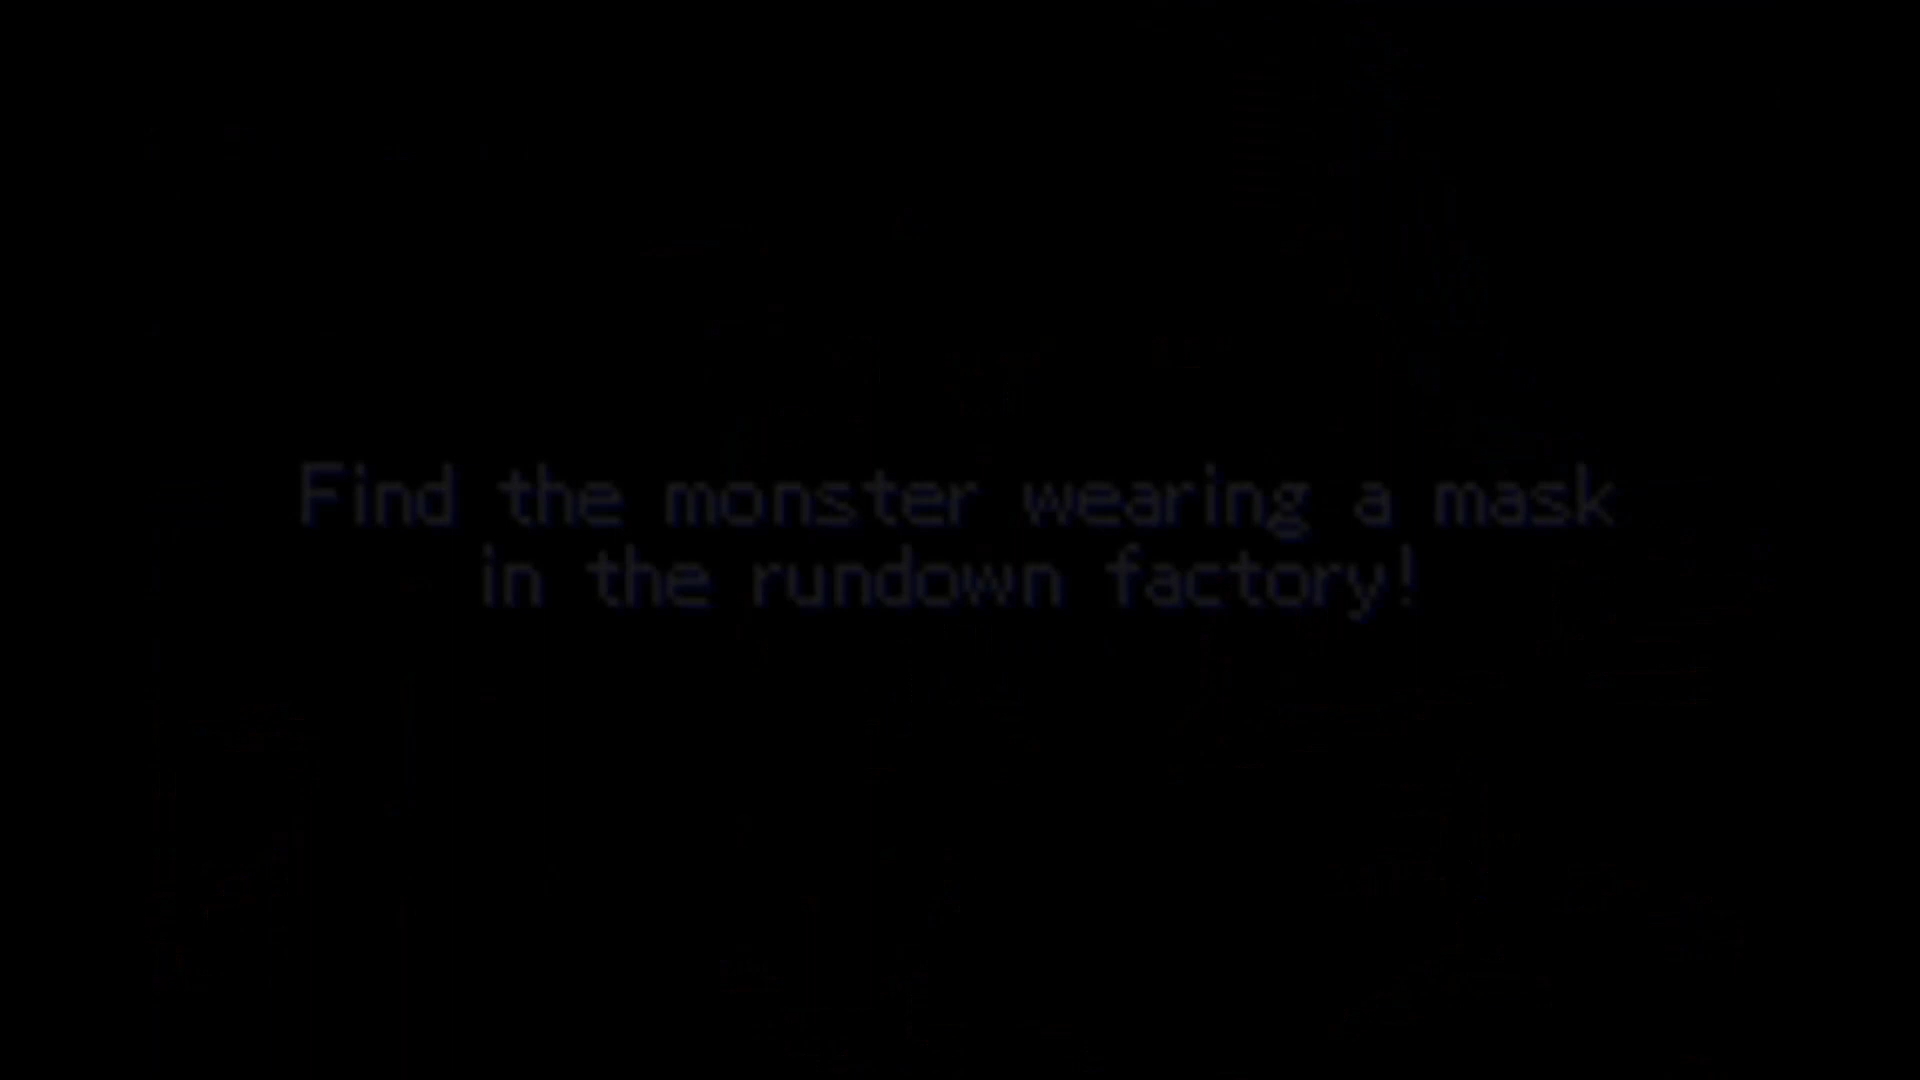 Find the monster wearing a mask
in the rundown factory!